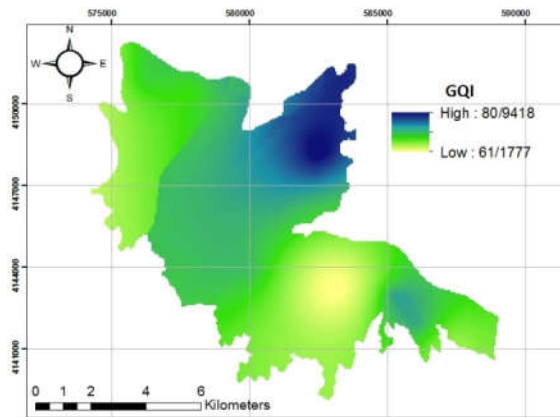 575000 580000 585000 590000
N
W E
S
GQI
High : 80/9418
Low : 61/1777
4150000
4147000
4144000
4141000
0 1 2 4 6
Kilometers